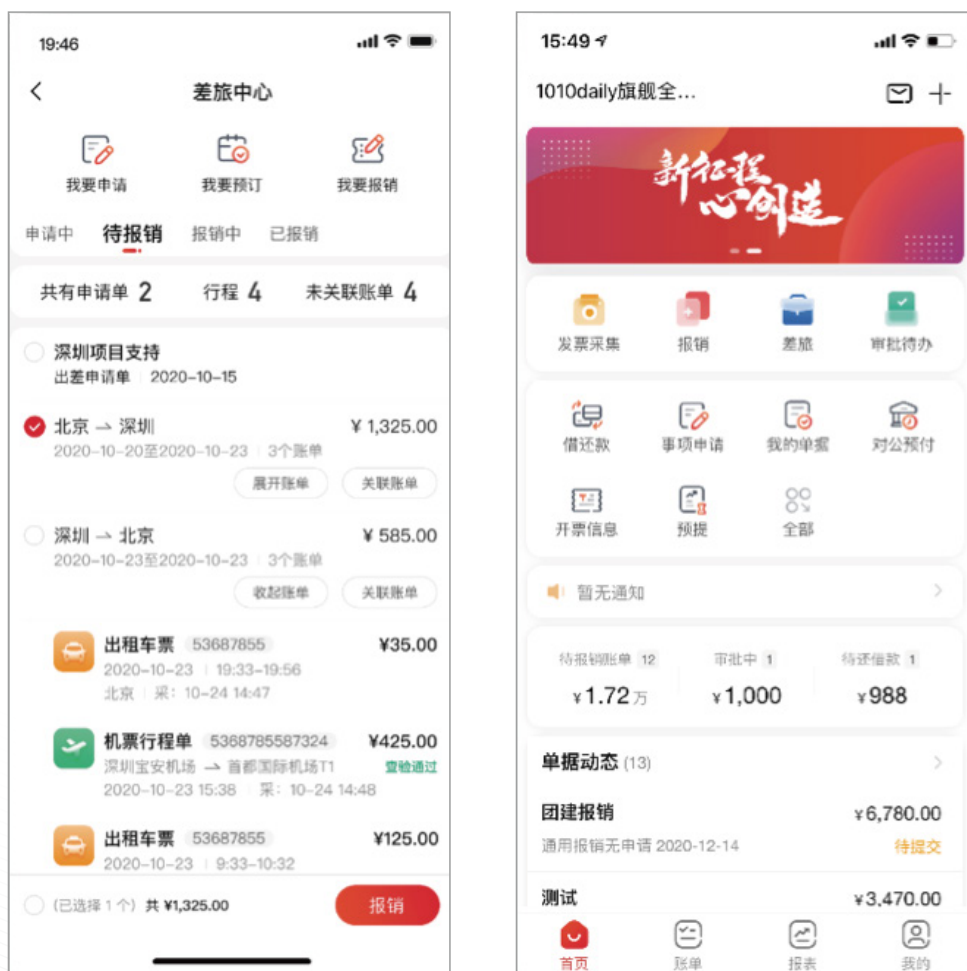 19:46
差旅中心
我要申请
我要预订
我要报销
申请中
待报销
报销中
已报销
共有申请单 2
行程 4
未关联账单 4
深圳项目支持
出差申请单 2020-10-15
北京 → 深圳 ¥ 1,325.00
2020-10-20至2020-10-23 3个账单
展开账单
关联账单
深圳 → 北京 ¥ 585.00
2020-10-23至2020-10-23 3个账单
收起账单
关联账单
出租车票 53687855 ¥35.00
2020-10-23 19:33-19:56
北京 采: 10-24 14:47
机票行程单 5368785587324 ¥425.00
深圳宝安机场 → 首都国际机场T1 查验通过
2020-10-23 15:38 采: 10-24 14:48
出租车票 53687855 ¥125.00
2020-10-23 9:33-10:32
(已选择 1 个) 共 ¥1,325.00
报销
15:49
1010daily旗舰全...
新征程
心创造
发票采集
报销
差旅
审批待办
借还款
事项申请
我的单据
对公预付
开票信息
预提
全部
暂无通知
待报销账单 12
审批中 1
待还借款 1
¥1.72万
¥1,000
¥988
单据动态 (13)
团建报销 ¥6,780.00
通用报销无申请 2020-12-14 待提交
测试 ¥3,470.00
首页
账单
报表
我的